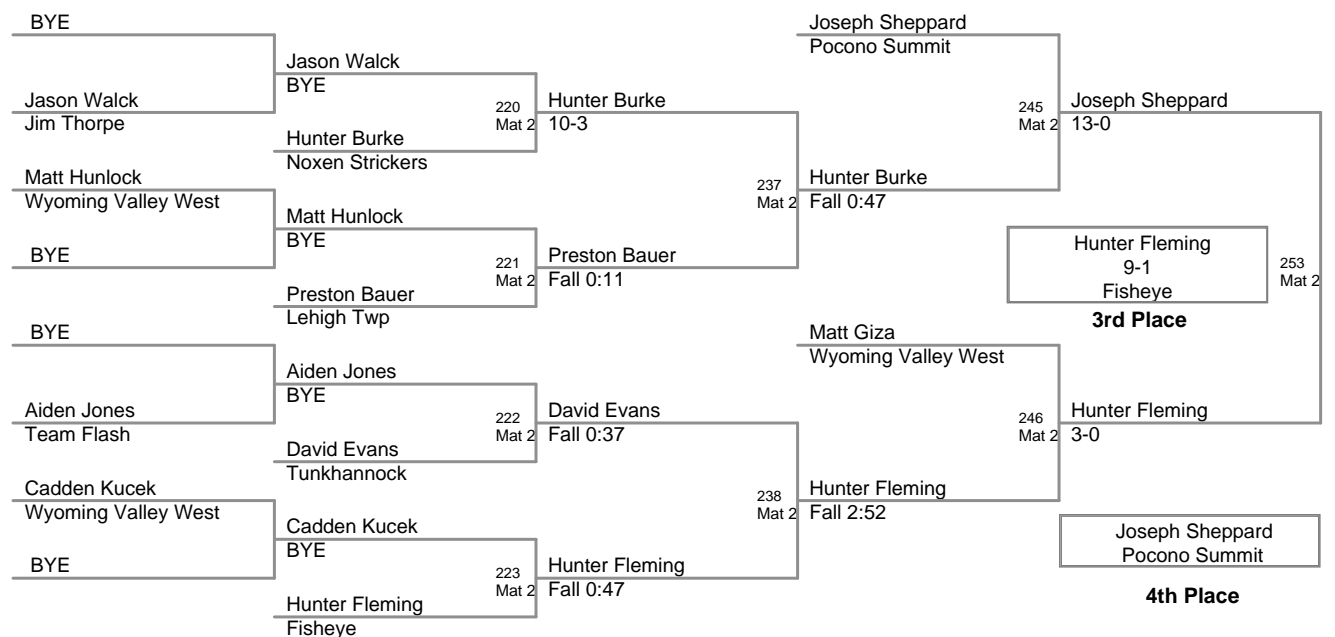 BYE
Jason Walck
Jim Thorpe
Matt Hunlock
Wyoming Valley West
BYE
BYE
Aiden Jones
Team Flash
Cadden Kucek
Wyoming Valley West
BYE
Jason Walck
BYE
220
Mat 2
Hunter Burke
Noxen Strickers
Matt Hunlock
BYE
221
Mat 2
Preston Bauer
Lehigh Twp
Aiden Jones
BYE
222
Mat 2
David Evans
Tunkhannock
Cadden Kucek
BYE
223
Mat 2
Hunter Fleming
Fisheye
Hunter Burke
10-3
237
Mat 2
Preston Bauer
Fall 0:11
David Evans
Fall 0:37
238
Mat 2
Hunter Fleming
Fall 0:47
Joseph Sheppard
Pocono Summit
245
Mat 2
Hunter Burke
Fall 0:47
Matt Giza
Wyoming Valley West
246
Mat 2
Hunter Fleming
Fall 2:52
Joseph Sheppard
13-0
Hunter Fleming
9-1
Fisheye
3rd Place
253
Mat 2
Hunter Fleming
3-0
Joseph Sheppard
Pocono Summit
4th Place